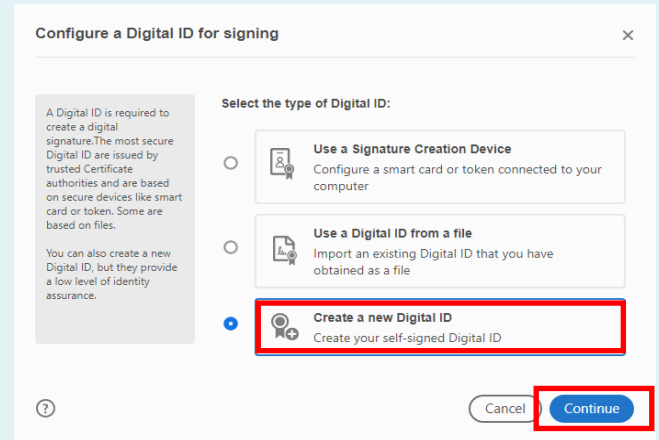 Configure a Digital ID for signing
A Digital ID is required to
create a digital
signature.The most secure
Digital ID are issued by
trusted Certificate
authorities and are based
on secure devices like smart
card or token. Some are
based on files.
You can also create a new
Digital ID, but they provide
a low level of identity
assurance.
Select the type of Digital ID:
Use a Signature Creation Device
Configure a smart card or token connected to your
computer
Use a Digital ID from a file
Import an existing Digital ID that you have
obtained as a file
Create a new Digital ID
Create your self-signed Digital ID
?
Cancel
Continue